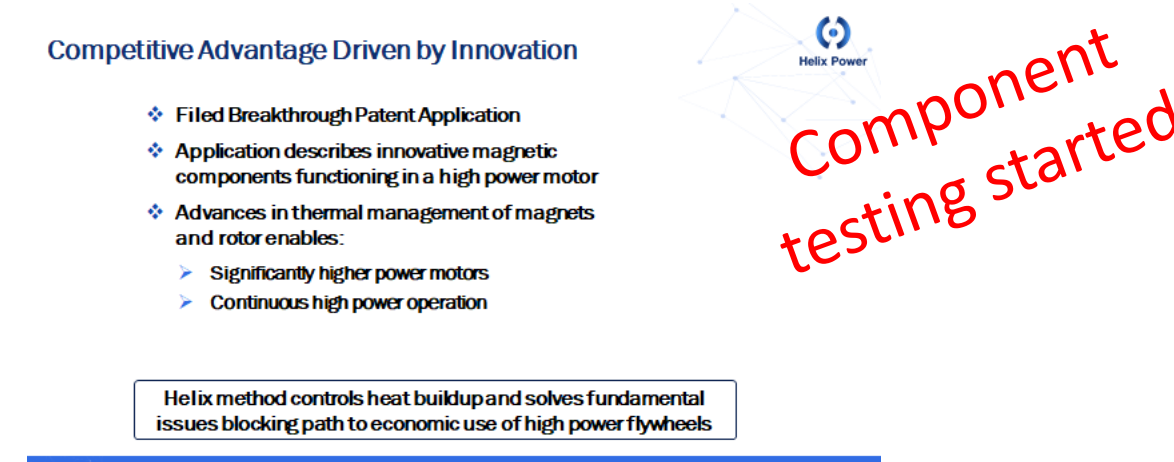 Competitive Advantage Driven by Innovation
Helix Power
Component
testing started
Filed Breakthrough Patent Application
Application describes innovative magnetic
components functioning in a high power motor
Advances in thermal management of magnets
and rotor enables:
Significantly higher power motors
Continuous high power operation
Helix method controls heat buildup and solves fundamental
issues blocking path to economic use of high power flywheels